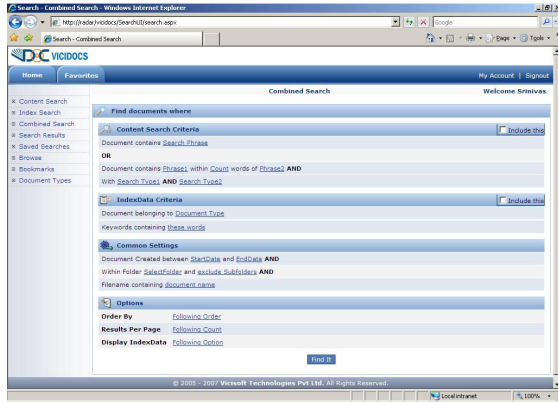 Search - Combined Search - Windows Internet Explorer
http://radar/vicidocs/SearchUI/search.aspx
Google
Search - Combined Search
Page
Tools
VICIDOCS
Home
Favorites
My Account | Signout
Combined Search
Welcome Srinivas
Content Search
Index Search
Combined Search
Search Results
Saved Searches
Browse
Bookmarks
Document Types
Find documents where
Content Search Criteria
Include this
Document contains Search Phrase
OR
Document contains Phrase1 within Count words of Phrase2 AND
With Search Type1 AND Search Type2
IndexData Criteria
Include this
Document belonging to Document Type
Keywords containing these words
Common Settings
Document Created between StartData and EndData AND
Within Folder SelectFolder and exclude Subfolders AND
Filename containing document name
Options
Order By Following Order
Results Per Page Following Count
Display IndexData Following Option
Find It
© 2005 - 2007 Vicisoft Technologies Pvt Ltd. All Rights Reserved.
Local intranet
100%